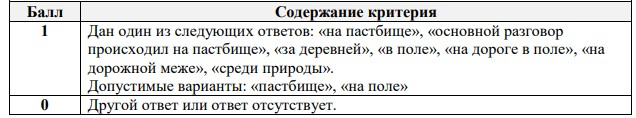 Балл Содержание критерия
1 Дан один из следующих ответов: «на пастбище», «основной разговор
происходил на пастбище», «за деревней», «в поле», «на дороге в поле», «на
дорожной меже», «среди природы».
Допустимые варианты: «пастбище», «на поле»
0 Другой ответ или ответ отсутствует.